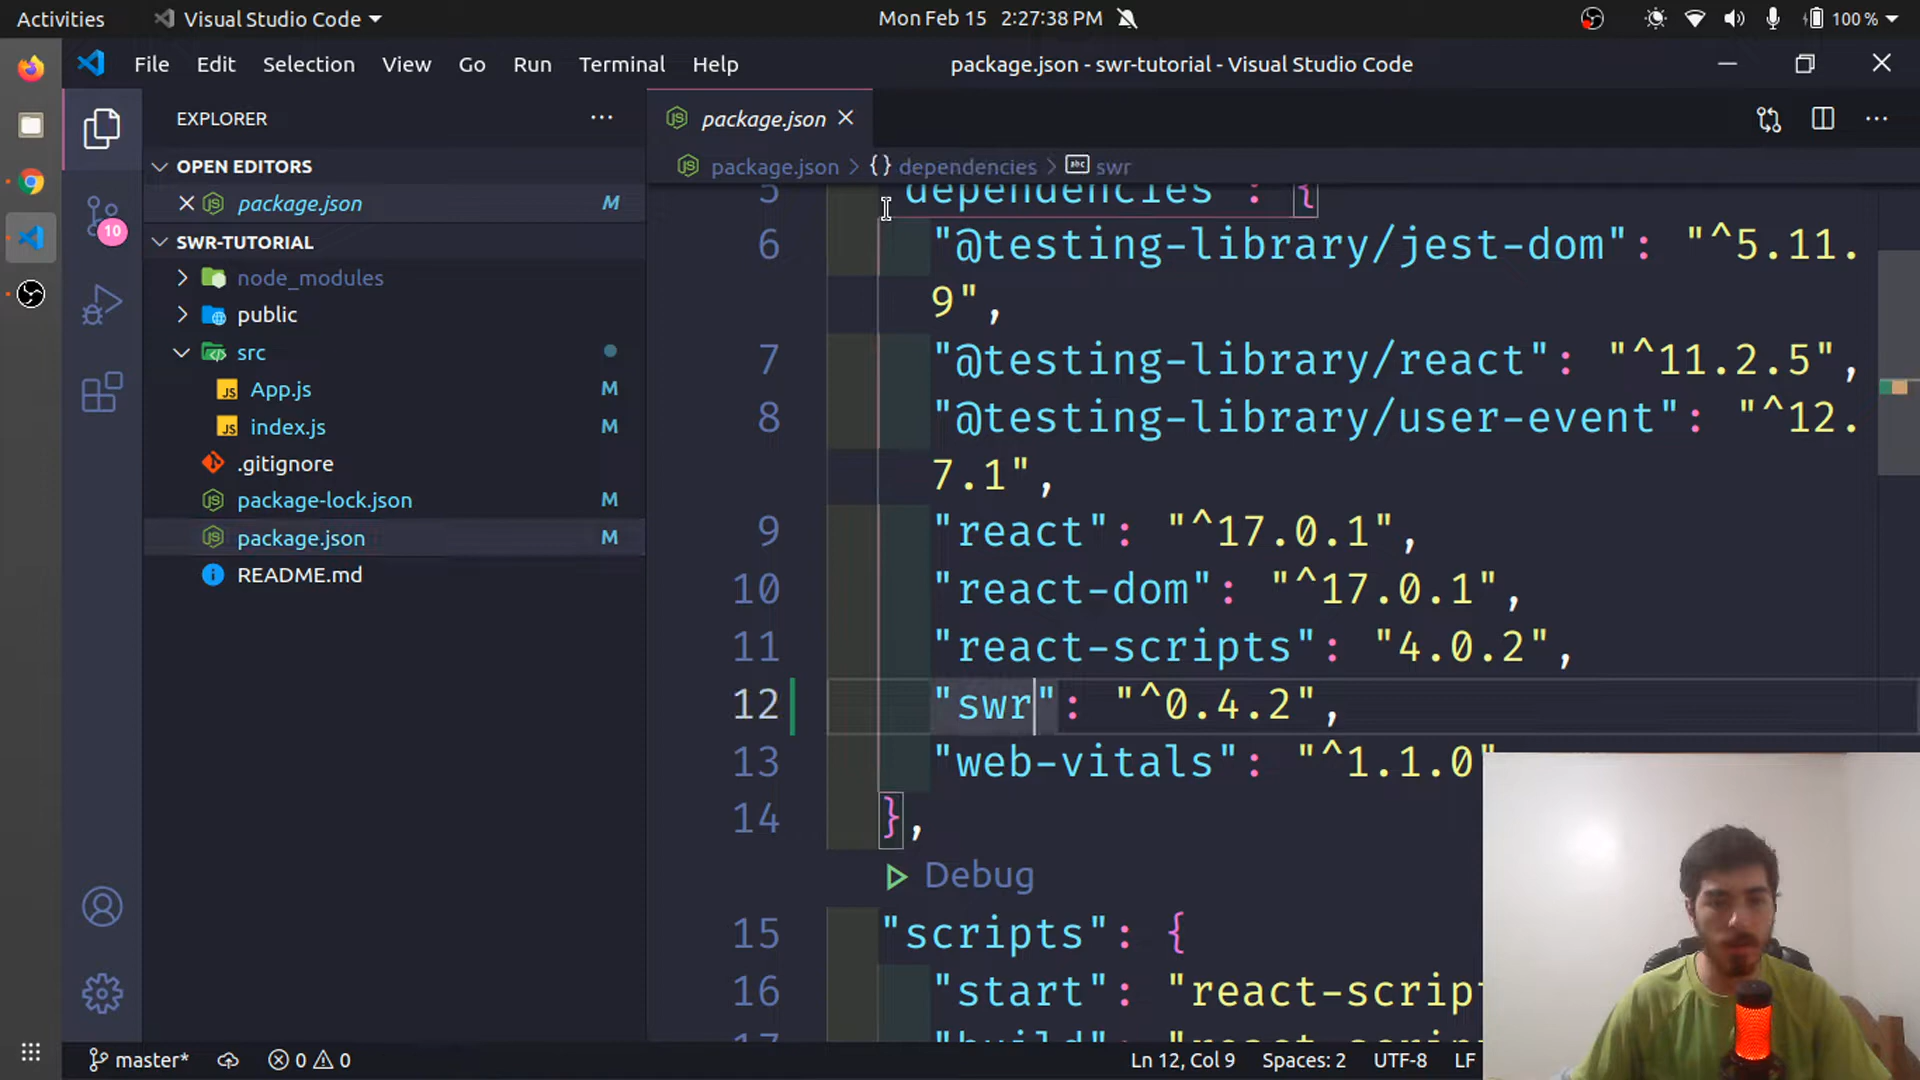 Activities
Visual Studio Code
Mon Feb 15 2:27:38 PM
100 %
File Edit Selection View Go Run Terminal Help
package.json - swr-tutorial - Visual Studio Code
EXPLORER
OPEN EDITORS
package.json M
SWR-TUTORIAL
node_modules
public
src
App.js M
index.js M
.gitignore
package-lock.json M
package.json M
README.md
10
package.json
package.json > {} dependencies > abc swr
5 "dependencies": {
6 "@testing-library/jest-dom": "^5.11.
9",
7 "@testing-library/react": "^11.2.5",
8 "@testing-library/user-event": "^12.
7.1",
9 "react": "^17.0.1",
10 "react-dom": "^17.0.1",
11 "react-scripts": "4.0.2",
12 "swr": "^0.4.2",
13 "web-vitals": "^1.1.0"
14 },
Debug
15 "scripts": {
16 "start": "react-script
master*
0 0
Ln 12, Col 9
Spaces: 2
UTF-8
LF